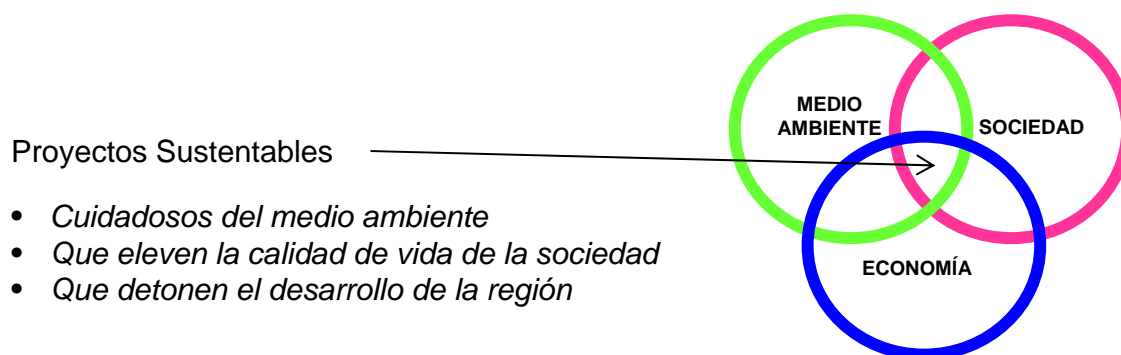 Proyectos Sustentables
• Cuidadosos del medio ambiente
• Que eleven la calidad de vida de la sociedad
• Que detonen el desarrollo de la región
MEDIO
AMBIENTE
SOCIEDAD
ECONOMÍA